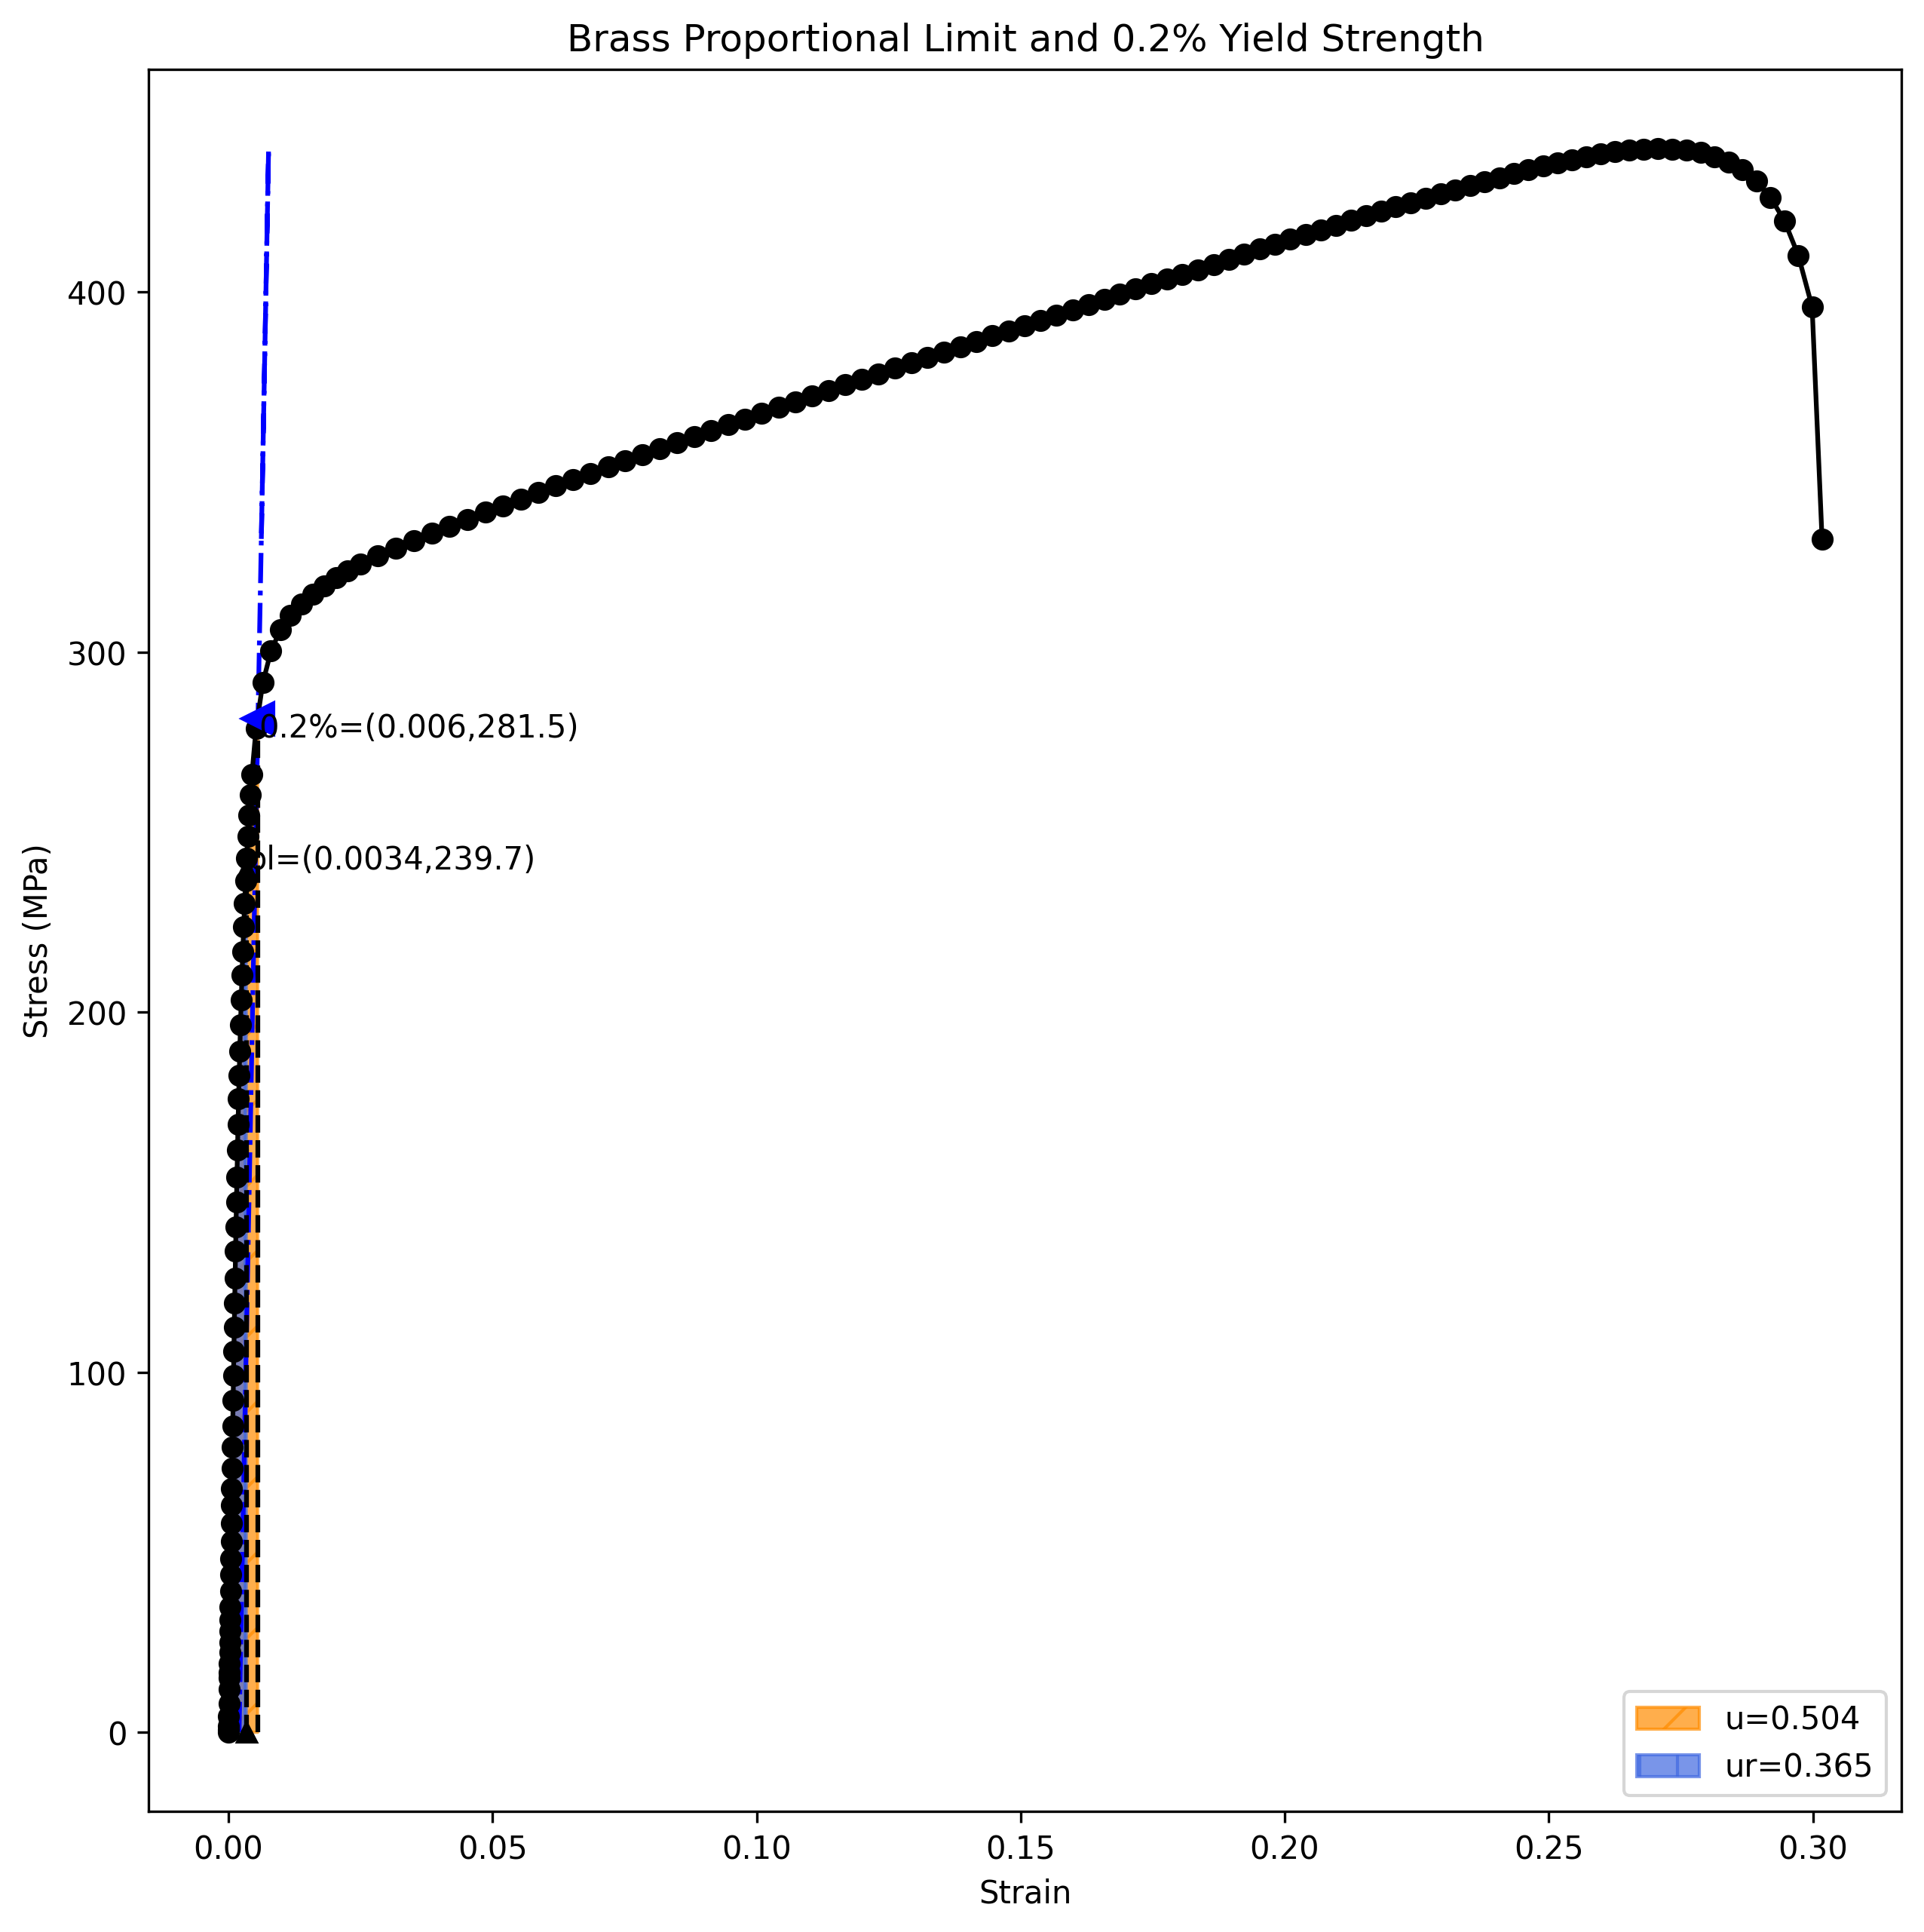 Brass Proportional Limit and 0.2% Yield Strength
400
300
200
100
0
Stress (MPa)
0.2%=(0.006,281.5)
pl=(0.0034,239.7)
u=0.504
ur=0.365
0.00 0.05 0.10 0.15 0.20 0.25 0.30
Strain